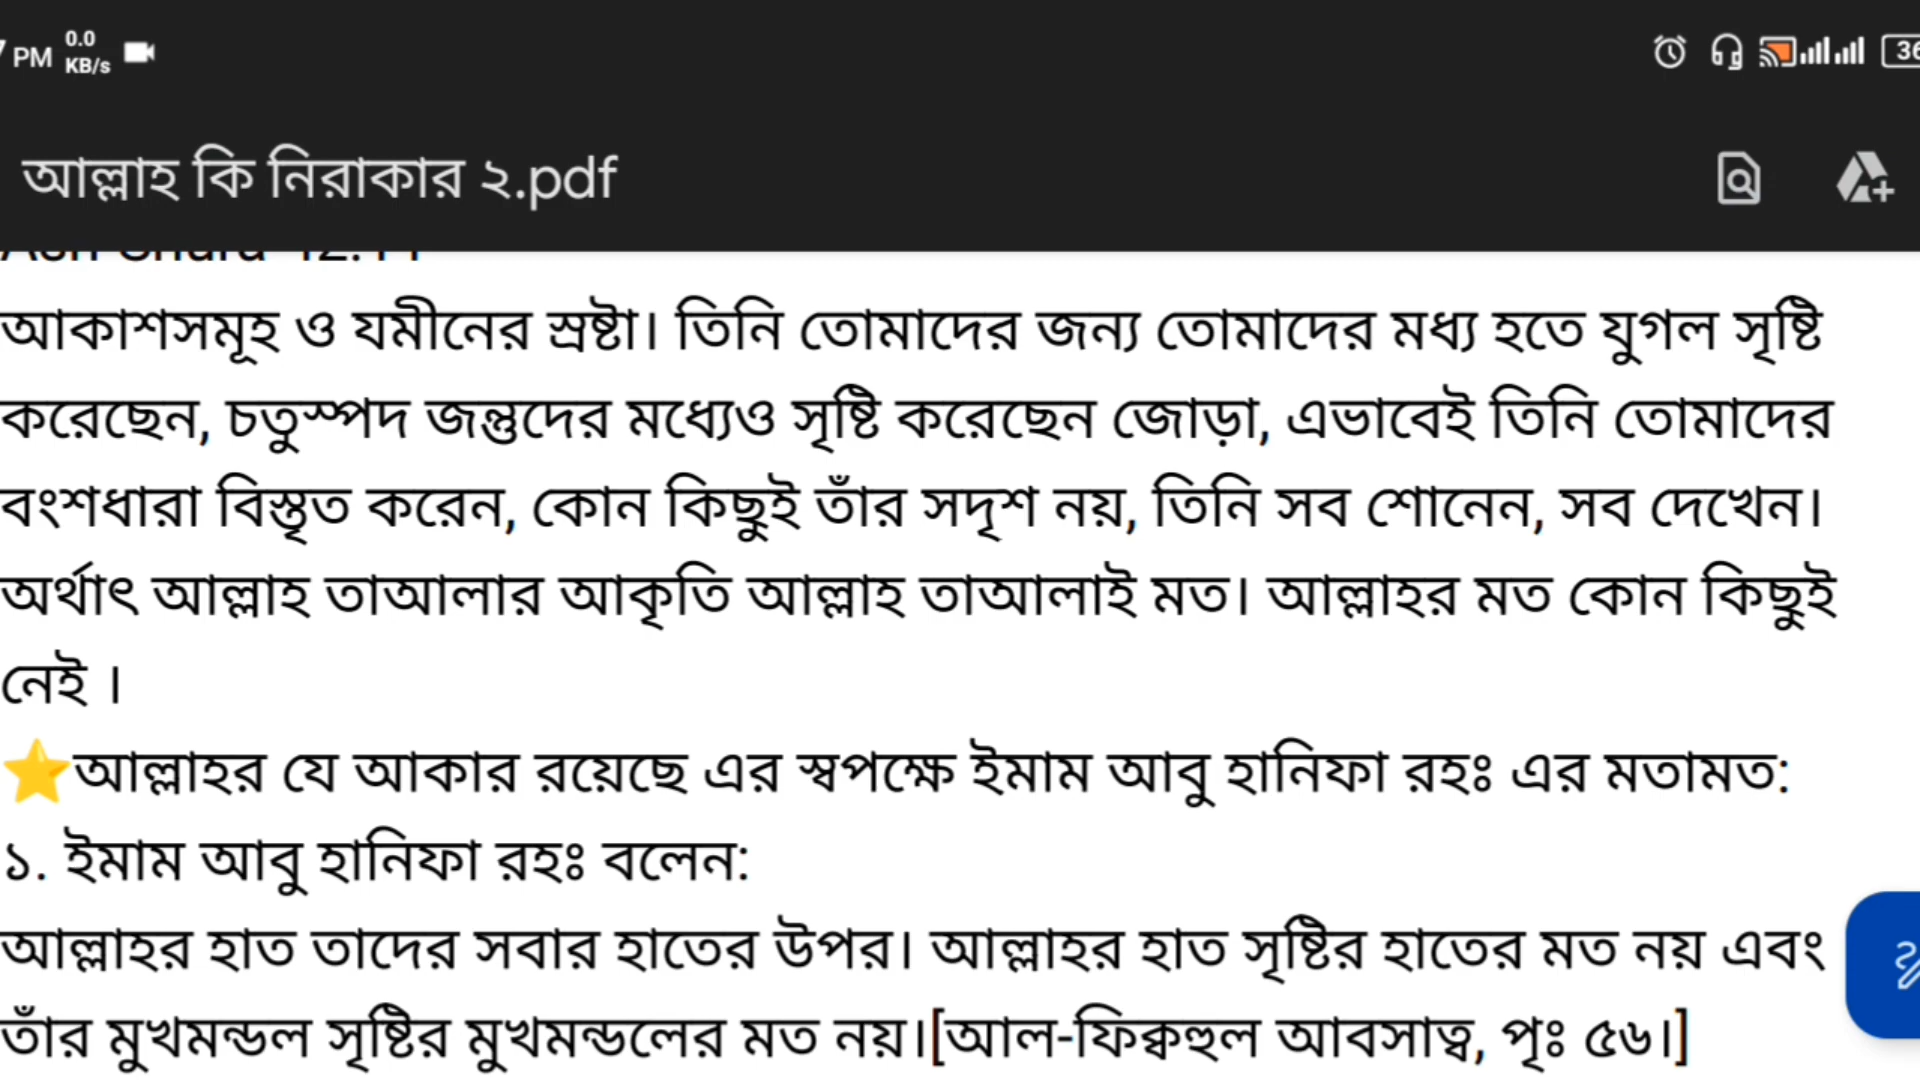 PM
0.0
KB/s
36
আল্লাহ কি নিরাকার ২.pdf
আকাশসমূহ ও যমীনের স্রষ্টা। তিনি তোমাদের জন্য তোমাদের মধ্য হতে যুগল সৃষ্টি
করেছেন, চতুস্পদ জন্তুদের মধ্যেও সৃষ্টি করেছেন জোড়া, এভাবেই তিনি তোমাদের
বংশধারা বিস্তৃত করেন, কোন কিছুই তাঁর সদৃশ নয়, তিনি সব শোনেন, সব দেখেন।
অর্থাৎ আল্লাহ তাআলার আকৃতি আল্লাহ তাআলাই মত। আল্লাহর মত কোন কিছুই
নেই ।
⭐আল্লাহর যে আকার রয়েছে এর স্বপক্ষে ইমাম আবু হানিফা রহঃ এর মতামত:
১. ইমাম আবু হানিফা রহঃ বলেন:
আল্লাহর হাত তাদের সবার হাতের উপর। আল্লাহর হাত সৃষ্টির হাতের মত নয় এবং
তাঁর মুখমন্ডল সৃষ্টির মুখমন্ডলের মত নয়।[আল-ফিক্বহুল আবসাত্ব, পৃঃ ৫৬।]